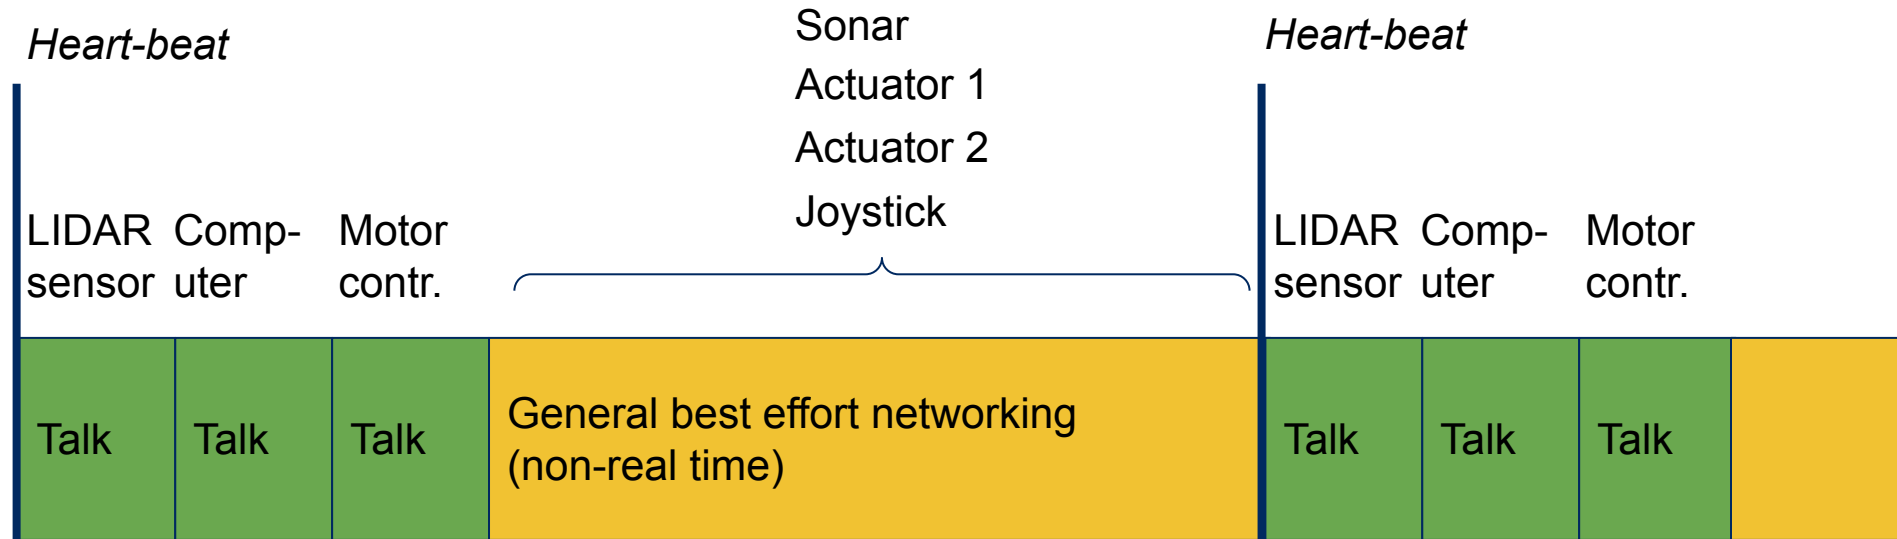 Heart-beat
Sonar
Actuator 1
Actuator 2
Joystick
Heart-beat
LIDAR
sensor
Comp-
uter
Motor
contr.
LIDAR
sensor
Comp-
uter
Motor
contr.
Talk
Talk
Talk
General best effort networking
(non-real time)
Talk
Talk
Talk